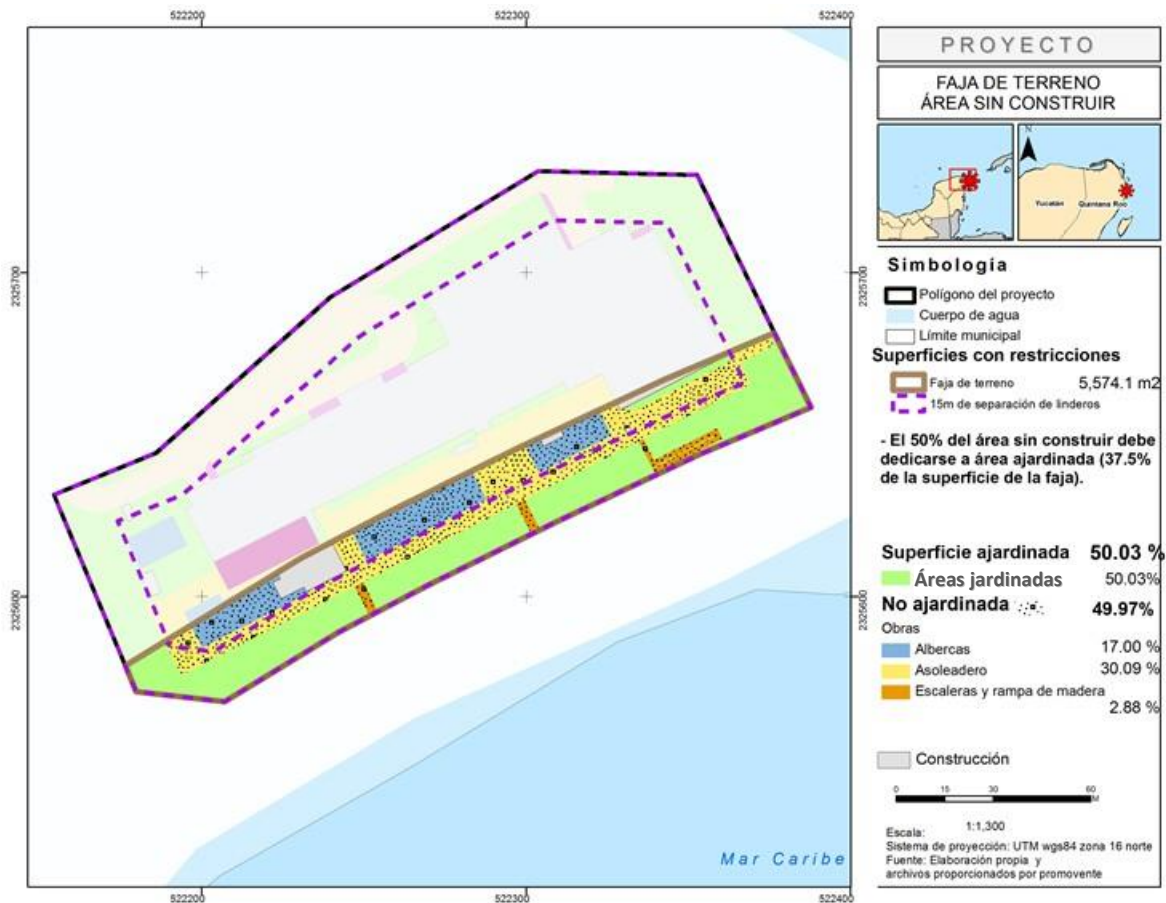 522200
522300
522400
2325700
2325600
2325700
2325600
522200
522300
522400
Mar Caribe
PROYECTO
FAJA DE TERRENO
ÁREA SIN CONSTRUIR
N
Yucatán
Quintana Roo
Simbología
Polígono del proyecto
Cuerpo de agua
Límite municipal
Superficies con restricciones
Faja de terreno 5,574.1 m2
15m de separación de linderos
- El 50% del área sin construir debe
dedicarse a área ajardinada (37.5%
de la superficie de la faja).
Superficie ajardinada 50.03 %
Áreas jardinadas 50.03%
No ajardinada 49.97%
Obras
Albercas 17.00 %
Asoleadero 30.09 %
Escaleras y rampa de madera
2.88 %
Construcción
0 15 30 60
M
1:1,300
Escala:
Sistema de proyección: UTM wgs84 zona 16 norte
Fuente: Elaboración propia y
archivos proporcionados por promovente